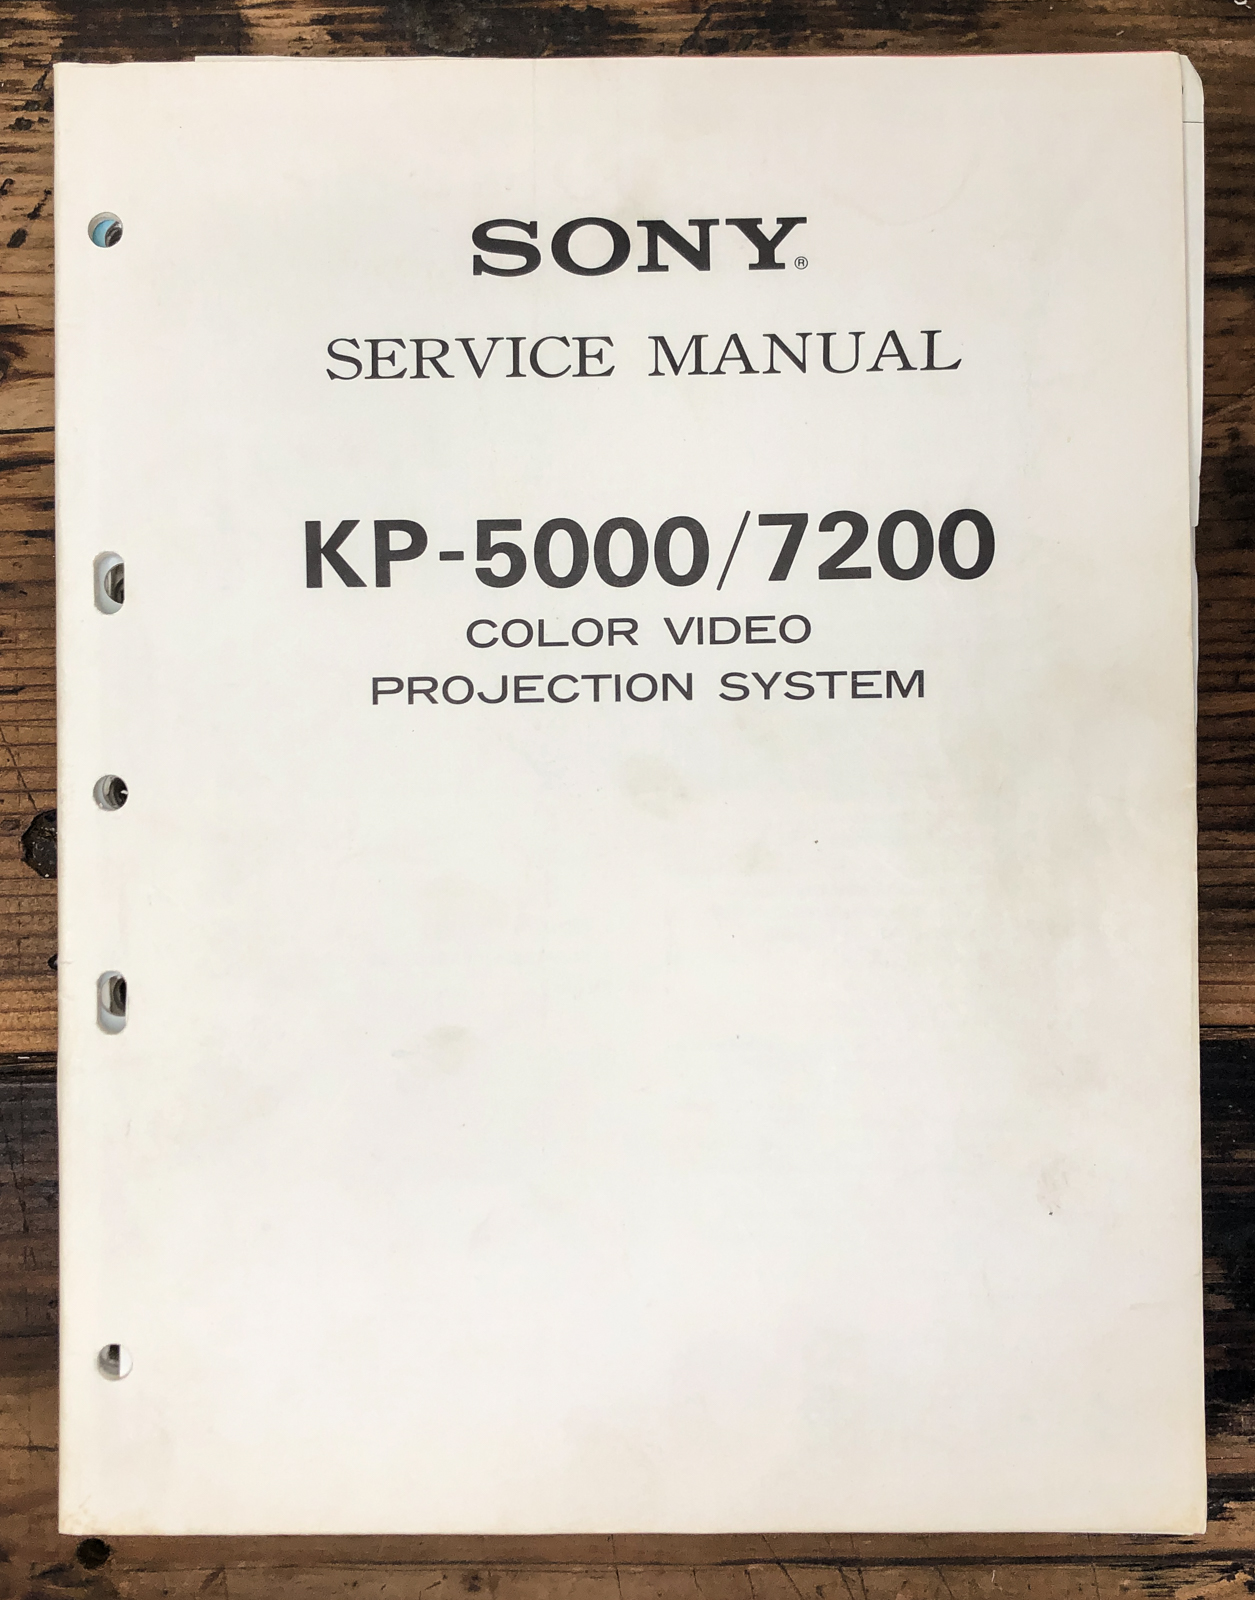 SONY®
SERVICE MANUAL
KP-5000/7200
COLOR VIDEO
PROJECTION SYSTEM